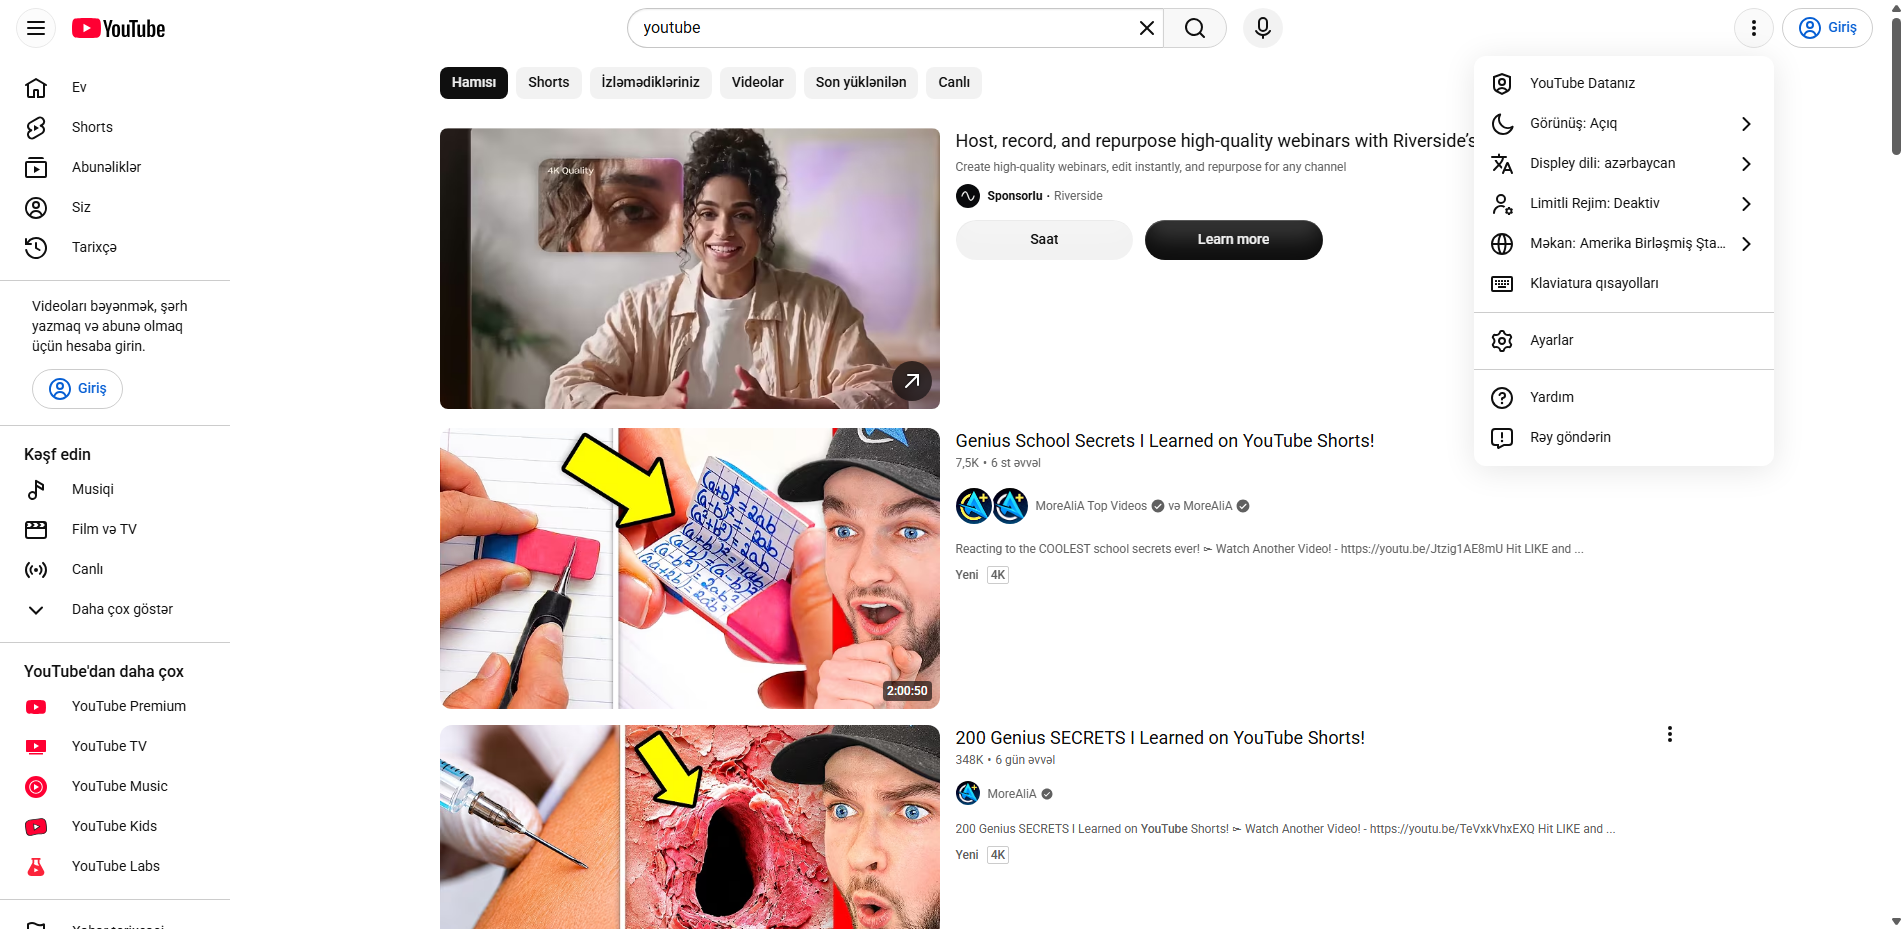 YouTube
youtube
Giriş
Ev
Shorts
Abunəliklər
Siz
Tarixçə
Videoları bəyənmək, şərh
yazmaq və abunə olmaq
üçün hesaba girin.
Giriş
Kəşf edin
Musiqi
Film və TV
Canlı
Daha çox göstər
YouTube'dan daha çox
YouTube Premium
YouTube TV
YouTube Music
YouTube Kids
YouTube Labs
Hamısı
Shorts
İzləmədikləriniz
Videolar
Son yüklənilən
Canlı
4K Quality
Host, record, and repurpose high-quality webinars with Riverside's
Create high-quality webinars, edit instantly, and repurpose for any channel
Sponsorlu · Riverside
Saat
Learn more
2:00:50
Genius School Secrets I Learned on YouTube Shorts!
7,5K • 6 st əvvəl
MoreAliA Top Videos və MoreAliA
Reacting to the COOLEST school secrets ever! ➛ Watch Another Video! - https://youtu.be/Jtzig1AE8mU Hit LIKE and ...
Yeni 4K
200 Genius SECRETS I Learned on YouTube Shorts!
348K • 6 gün əvvəl
MoreAliA
200 Genius SECRETS I Learned on YouTube Shorts! ➛ Watch Another Video! - https://youtu.be/TeVxkVhxEXQ Hit LIKE and ...
Yeni 4K
YouTube Datanız
Görünüş: Açıq
Displey dili: azərbaycan
Limitli Rejim: Deaktiv
Məkan: Amerika Birləşmiş Şta...
Klaviatura qısayolları
Ayarlar
Yardım
Rəy göndərin